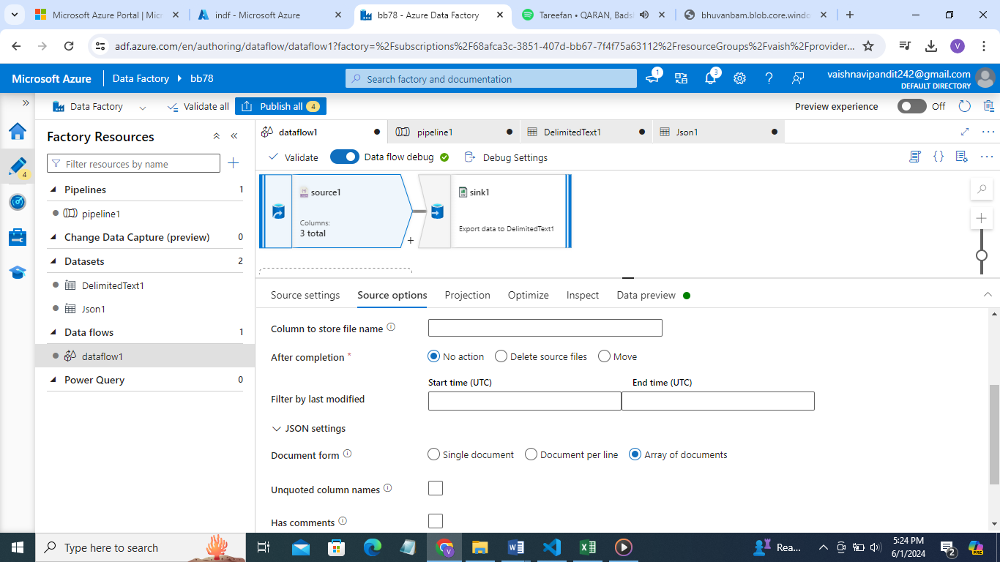 Microsoft Azure Portal | Micr
indf - Microsoft Azure
bb78 - Azure Data Factory
Tareefan • QARAN, Badsh
bhuvanbam.blob.core.windo
adf.azure.com/en/authoring/dataflow/dataflow1?factory=%2Fsubscriptions%2F68afca3c-3851-407d-bb67-7f4f75a63112%2FresourceGroups%2Fvaish%2Fprovider...
V
Microsoft Azure
Data Factory
bb78
Search factory and documentation
1
3
vaishnavipandit242@gmail.com
DEFAULT DIRECTORY
Data Factory
Validate all
Publish all
4
Preview experience
Off
4
Factory Resources
Filter resources by name
Pipelines 1
pipeline1
Change Data Capture (preview) 0
Datasets 2
DelimitedText1
Json1
Data flows 1
dataflow1
Power Query 0
dataflow1
pipeline1
DelimitedText1
Json1
Validate
Data flow debug
Debug Settings
source1
Columns:
3 total
+
sink1
Export data to DelimitedText1
Source settings
Source options
Projection
Optimize
Inspect
Data preview
Column to store file name
After completion *
No action
Delete source files
Move
Start time (UTC)
End time (UTC)
Filter by last modified
JSON settings
Document form
Single document
Document per line
Array of documents
Unquoted column names
Has comments
Type here to search
V
Rea...
5:24 PM
6/1/2024
2
PRE